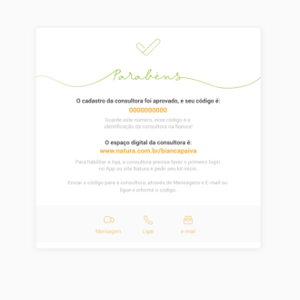 Parabéns
O cadastro da consultora foi aprovado, e seu código é:
0000000000
Guarde este número, esse código é a
identificação da consultora na Natura!
O espaço digital da consultora é:
www.natura.com.br/biancapaiva
Para habilitar a loja, a consultora precisa fazer o primeiro login
no App ou site Natura e pedir seu kit início.
Enviar o código para a consultora, através de Mensagens e E-mail ou
ligue e informe o código.
Mensagem
Ligar
e-mail